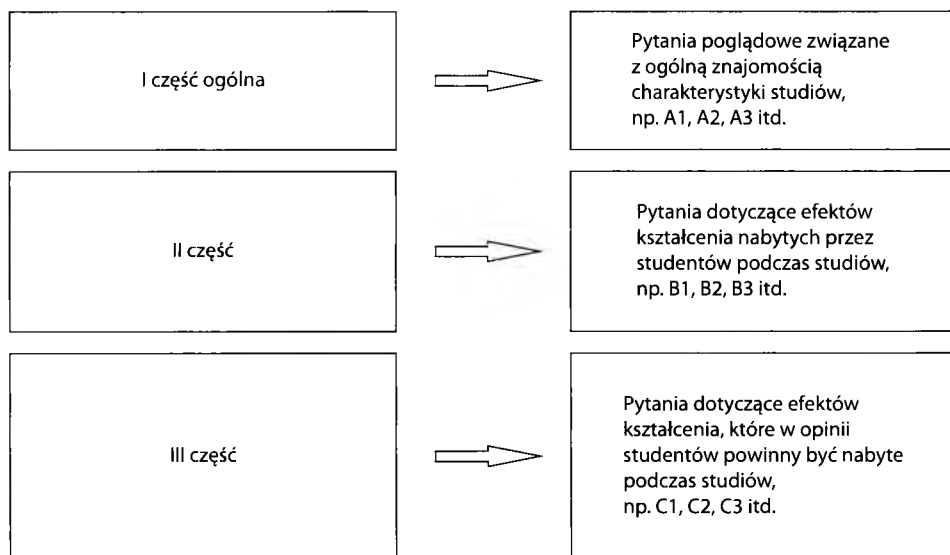 I część ogólna
Pytania poglądowe związane
z ogólną znajomością
charakterystyki studiów,
np. A1, A2, A3 itd.
II część
Pytania dotyczące efektów
kształcenia nabytych przez
studentów podczas studiów,
np. B1, B2, B3 itd.
III część
Pytania dotyczące efektów
kształcenia, które w opinii
studentów powinny być nabyte
podczas studiów,
np. C1, C2, C3 itd.